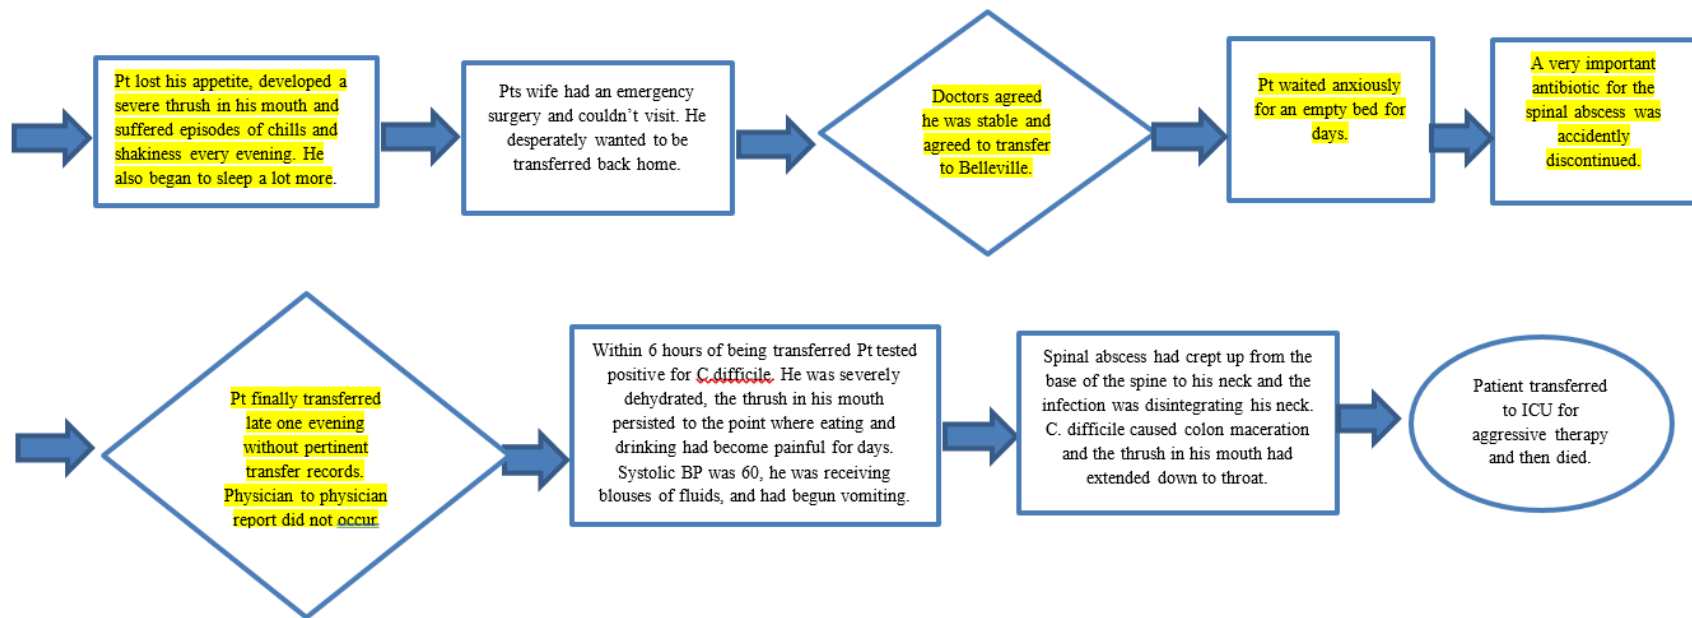 Pt lost his appetite, developed a
severe thrush in his mouth and
suffered episodes of chills and
shakiness every evening. He
also began to sleep a lot more.
Pts wife had an emergency
surgery and couldn't visit. He
desperately wanted to be
transferred back home.
Doctors agreed
he was stable and
agreed to transfer
to Belleville.
Pt waited anxiously
for an empty bed for
days.
A very important
antibiotic for the
spinal abscess was
accidently
discontinued.
Pt finally transferred
late one evening
without pertinent
transfer records.
Physician to physician
report did not occur.
Within 6 hours of being transferred Pt tested
positive for C.difficile. He was severely
dehydrated, the thrush in his mouth
persisted to the point where eating and
drinking had become painful for days.
Systolic BP was 60, he was receiving
blouses of fluids, and had begun vomiting.
Spinal abscess had crept up from the
base of the spine to his neck and the
infection was disintegrating his neck.
C. difficile caused colon maceration
and the thrush in his mouth had
extended down to throat.
Patient transferred
to ICU for
aggressive therapy
and then died.